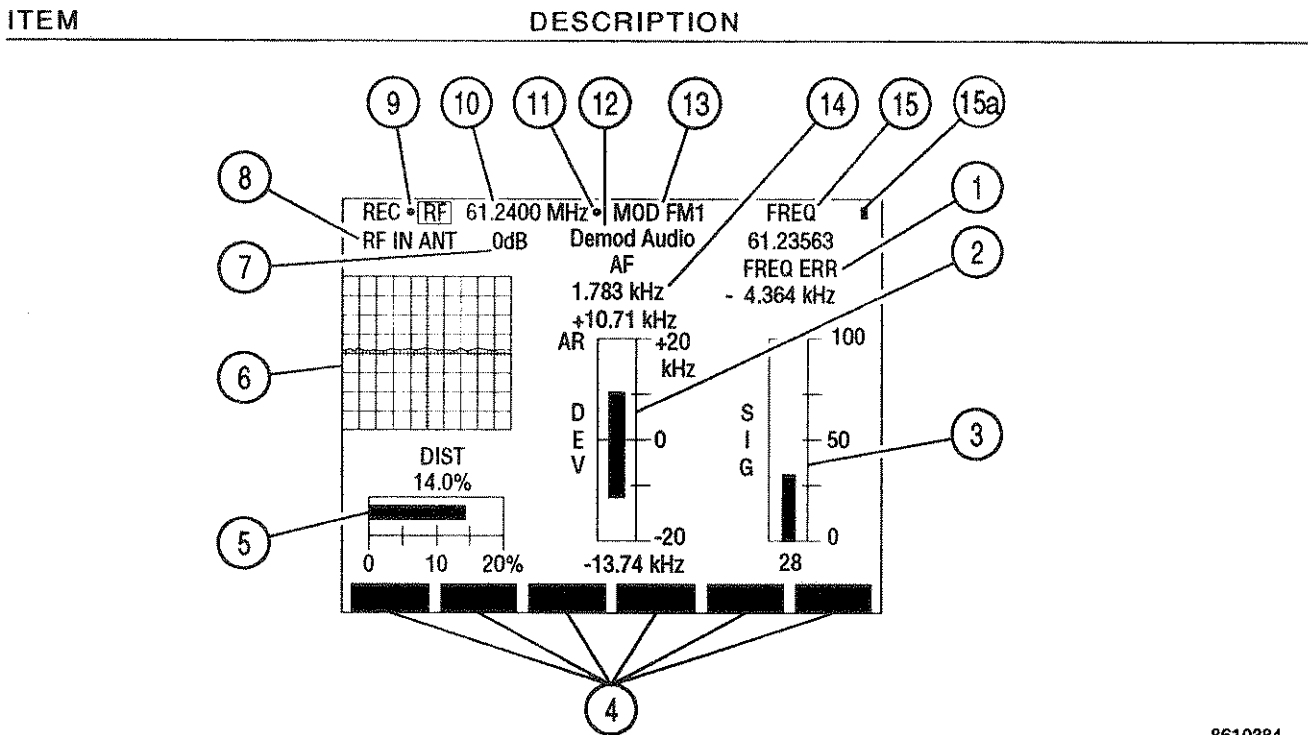 ITEM DESCRIPTION
9 10 11 12 13 14 15 15a
8 1
REC • RF 61.2400 MHz • MOD FM1 FREQ
RF IN ANT 0dB Demod Audio 61.23563
7 AF FREQ ERR 2
1.783 kHz - 4.364 kHz
+10.71 kHz
AR +20 100
kHz
6
D E V 0 S I G 50 3
DIST
14.0%
5 -20 0
0 10 20% -13.74 kHz 28
4
8610384